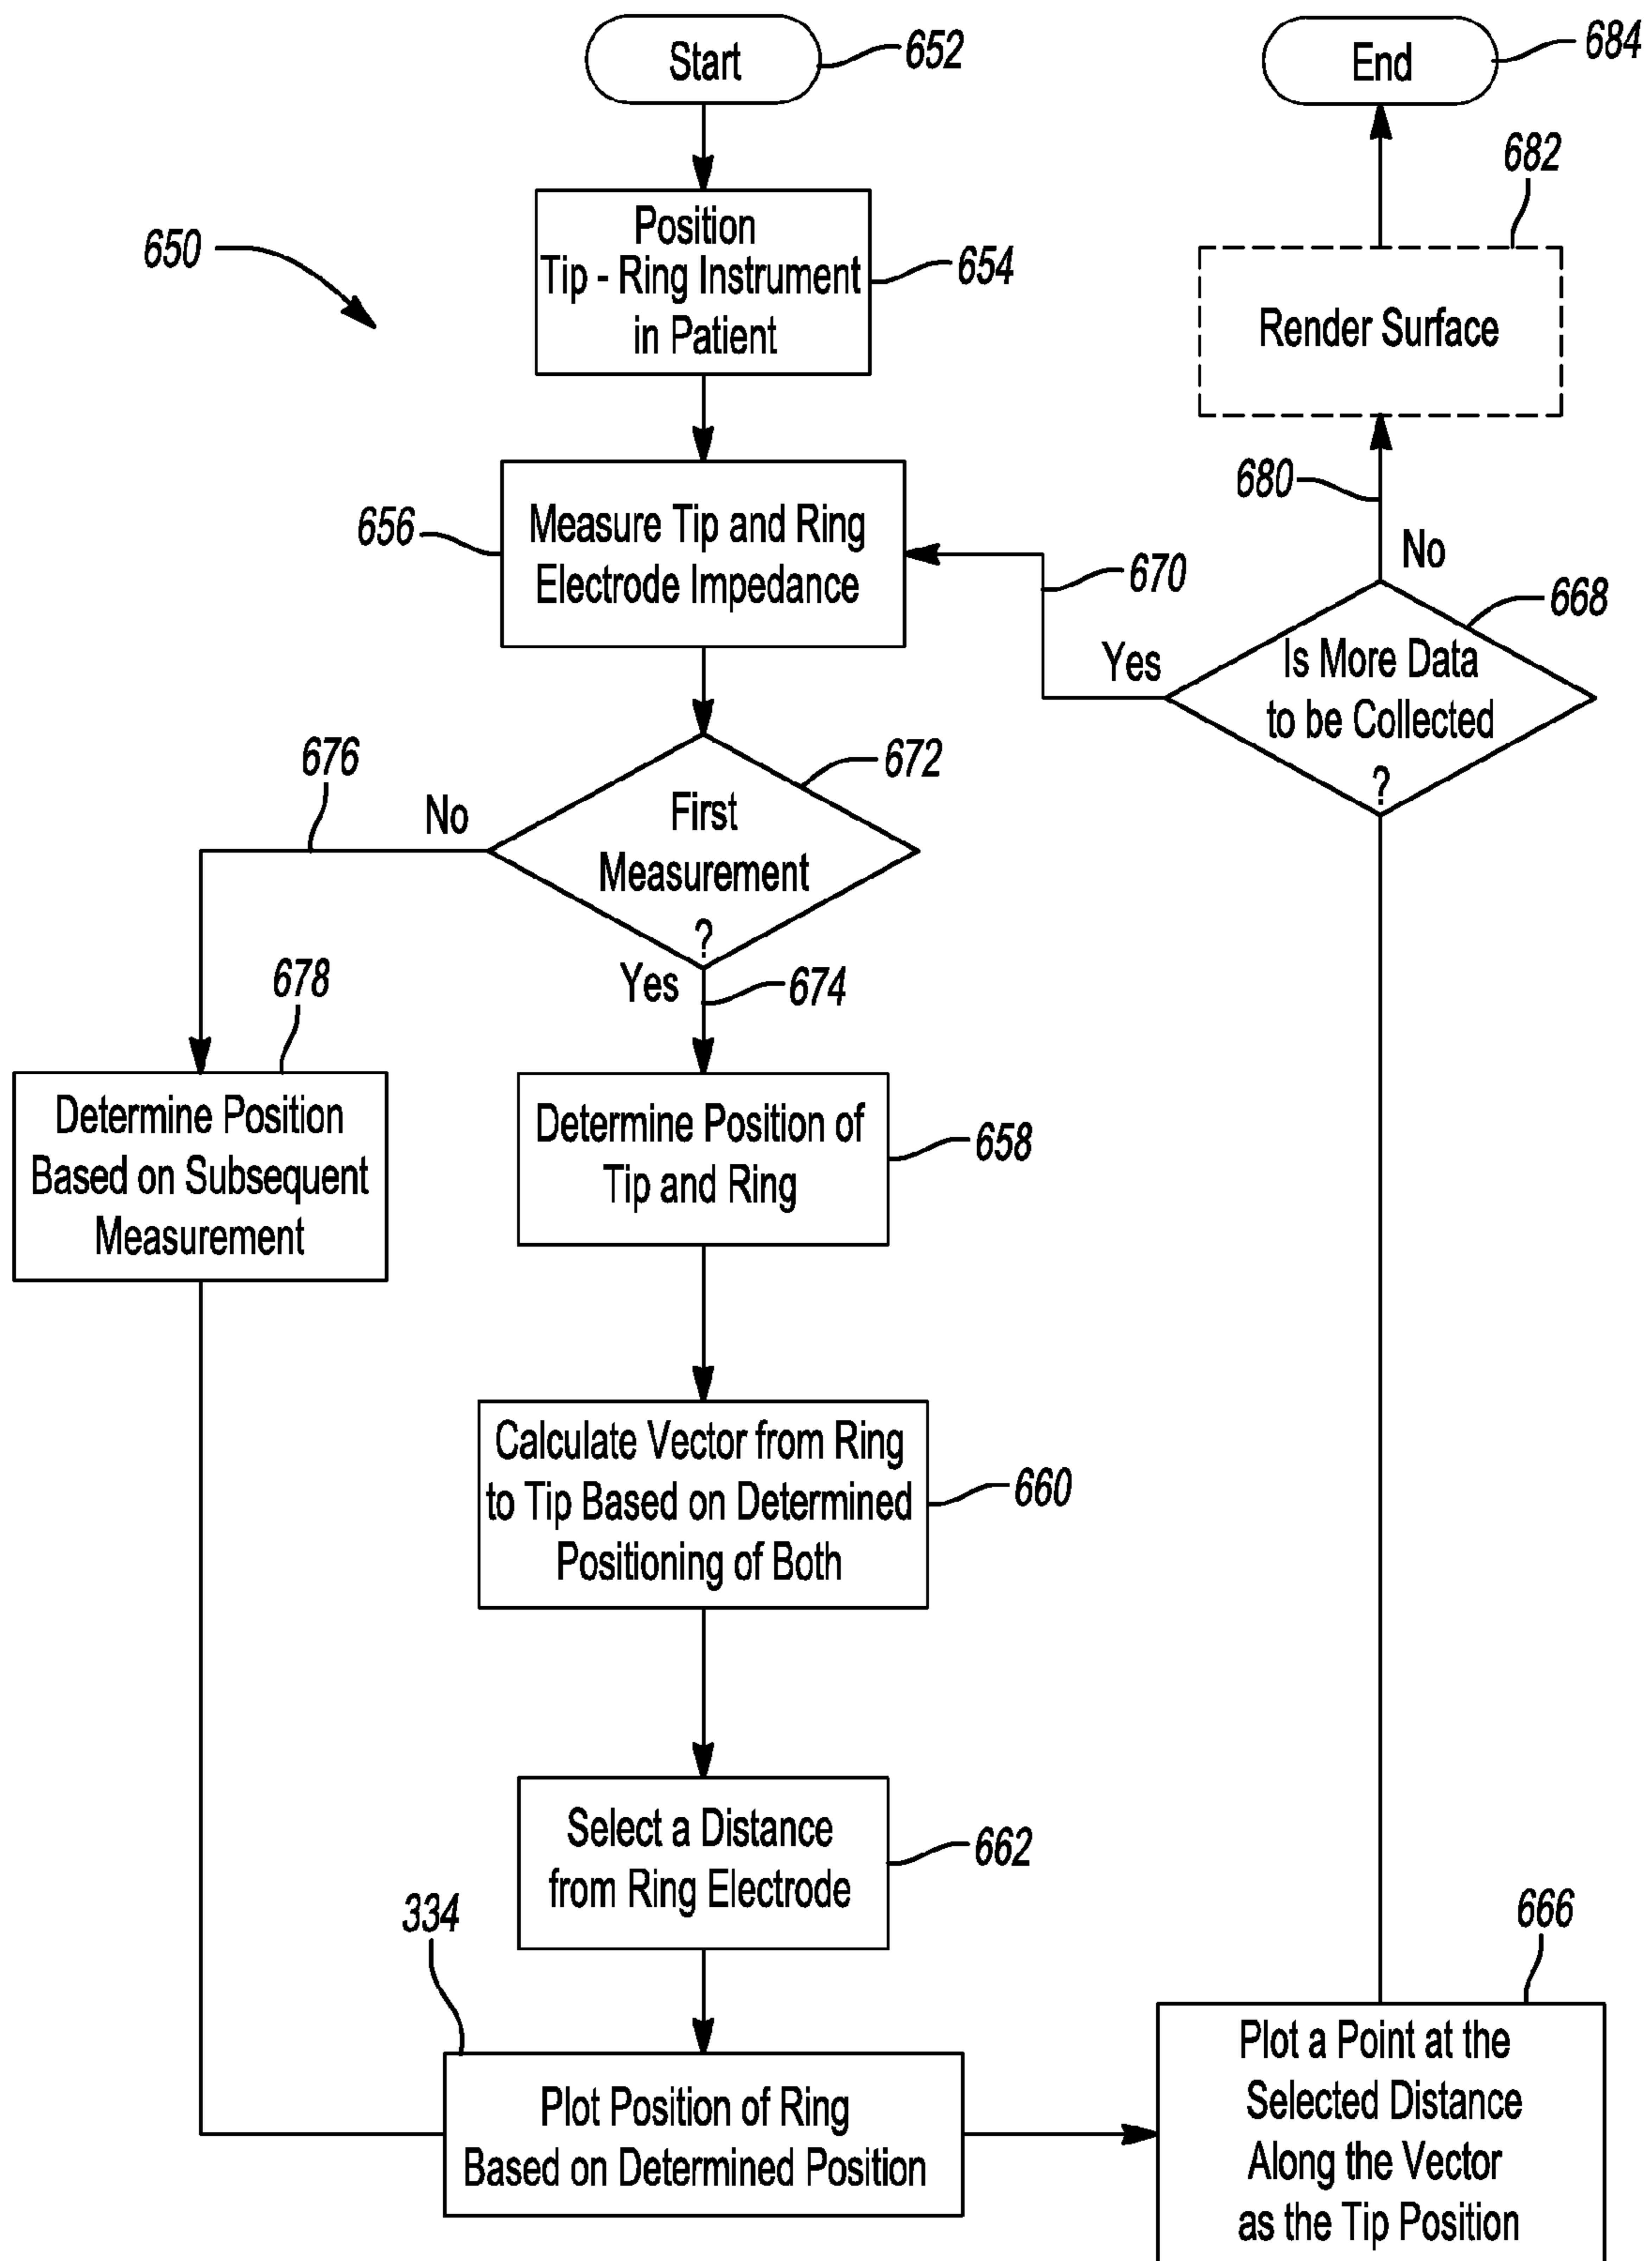 Start
652
Position
Tip - Ring Instrument
in Patient
654
650
Measure Tip and Ring
Electrode Impedance
656
670
First
Measurement
?
672
No
676
Yes
674
Determine Position
Based on Subsequent
Measurement
678
Determine Position of
Tip and Ring
658
Calculate Vector from Ring
to Tip Based on Determined
Positioning of Both
660
Select a Distance
from Ring Electrode
662
334
Plot Position of Ring
Based on Determined Position
666
Plot a Point at the
Selected Distance
Along the Vector
as the Tip Position
Is More Data
to be Collected
?
668
Yes
No
680
Render Surface
682
End
684